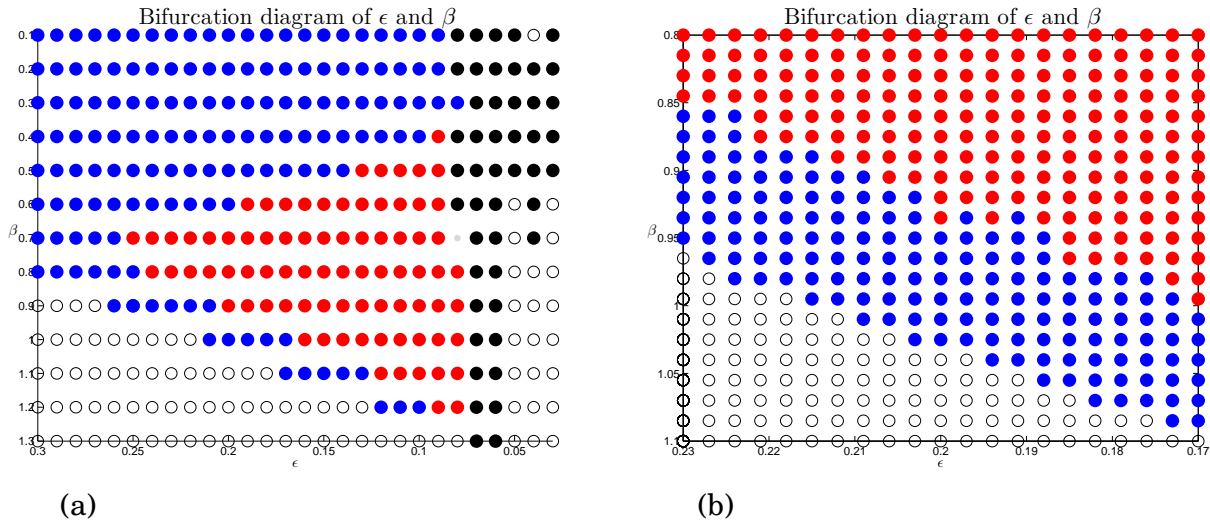 Bifurcation diagram of ϵ and β
0.1
0.2
0.3
0.4
0.5
0.6
β
0.7
0.8
0.9
1
1.1
1.2
1.3
0.3 0.25 0.2 0.15 0.1 0.05
ϵ
(a)
Bifurcation diagram of ϵ and β
0.8
0.85
0.9
β
0.95
1
1.05
1.1
0.23 0.22 0.21 0.2 0.19 0.18 0.17
ϵ
(b)